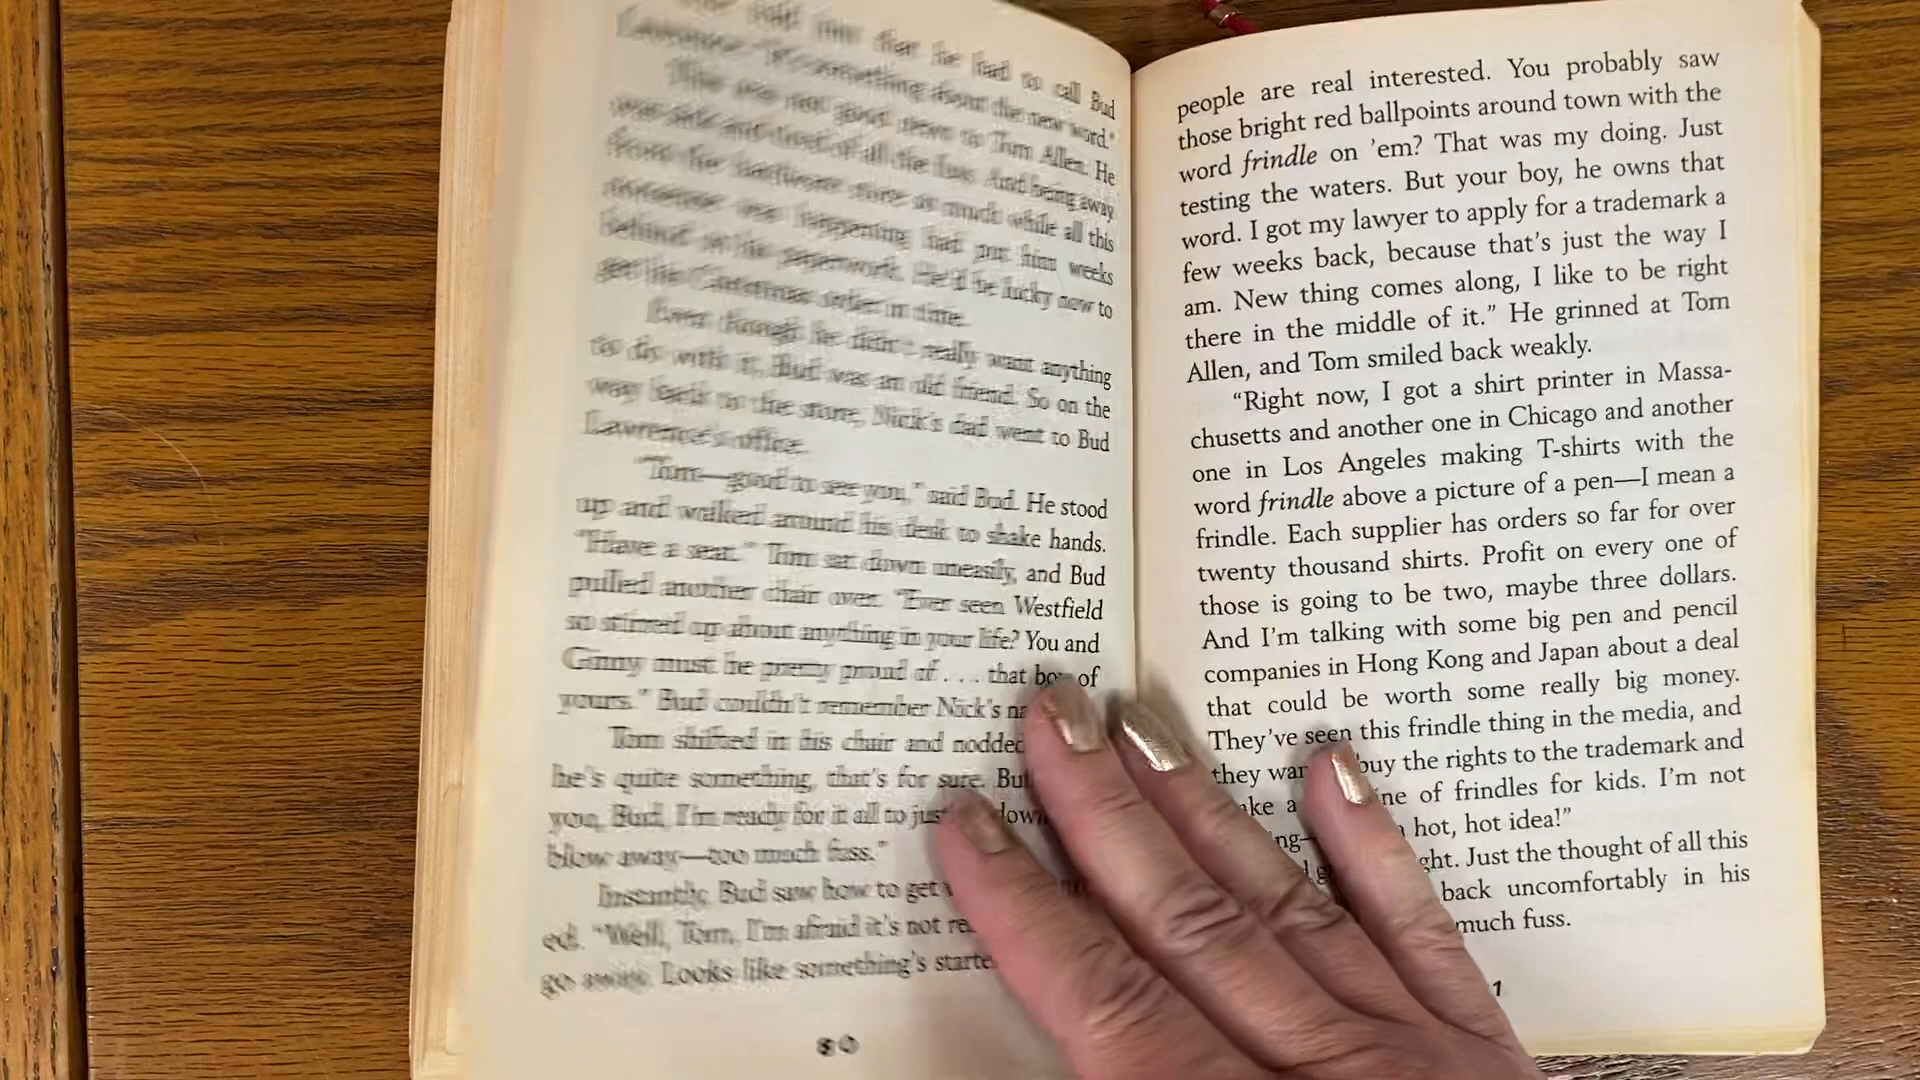 told him that he had to call Bud
Lawrence. "It's something about the new word."
This was not good news to Tom Allen. He
was sick and tired of all the fuss. And being away
from the hardware store so much while all this
nonsense was happening had put him weeks
behind in his paperwork. He'd be lucky now to
get his Christmas order in time.
Even though he didn't really want anything
to do with it, Bud was an old friend. So on the
way back to the store, Nick's dad went to Bud
Lawrence's office.
"Tom—good to see you," said Bud. He stood
up and walked around his desk to shake hands.
"Have a seat." Tom sat down uneasily, and Bud
pulled another chair over. "Ever seen Westfield
so stirred up about anything in your life? You and
Ginny must be pretty proud of . . . that boy of
yours." Bud couldn't remember Nick's
Tom shifted in his chair and nodded
he's quite something, that's for sure. But
you, Bud, I'm ready for it all to just down
blow away—too much fuss."
Instantly, Bud saw how to get
ed. "Well, Tom, I'm afraid it's not
go away. Looks like something's
80
people are real interested. You probably saw
those bright red ballpoints around town with the
word frindle on 'em? That was my doing. Just
testing the waters. But your boy, he owns that
word. I got my lawyer to apply for a trademark a
few weeks back, because that's just the way I
am. New thing comes along, I like to be right
there in the middle of it." He grinned at Tom
Allen, and Tom smiled back weakly.
"Right now, I got a shirt printer in Massa-
chusetts and another one in Chicago and another
one in Los Angeles making T-shirts with the
word frindle above a picture of a pen—I mean a
frindle. Each supplier has orders so far for over
twenty thousand shirts. Profit on every one of
those is going to be two, maybe three dollars.
And I'm talking with some big pen and pencil
companies in Hong Kong and Japan about a deal
that could be worth some really big money.
They've seen this frindle thing in the media, and
they buy the rights to the trademark and
a of frindles for kids. I'm not
hot, hot idea!"
Just the thought of all this
back uncomfortably in his
much fuss.